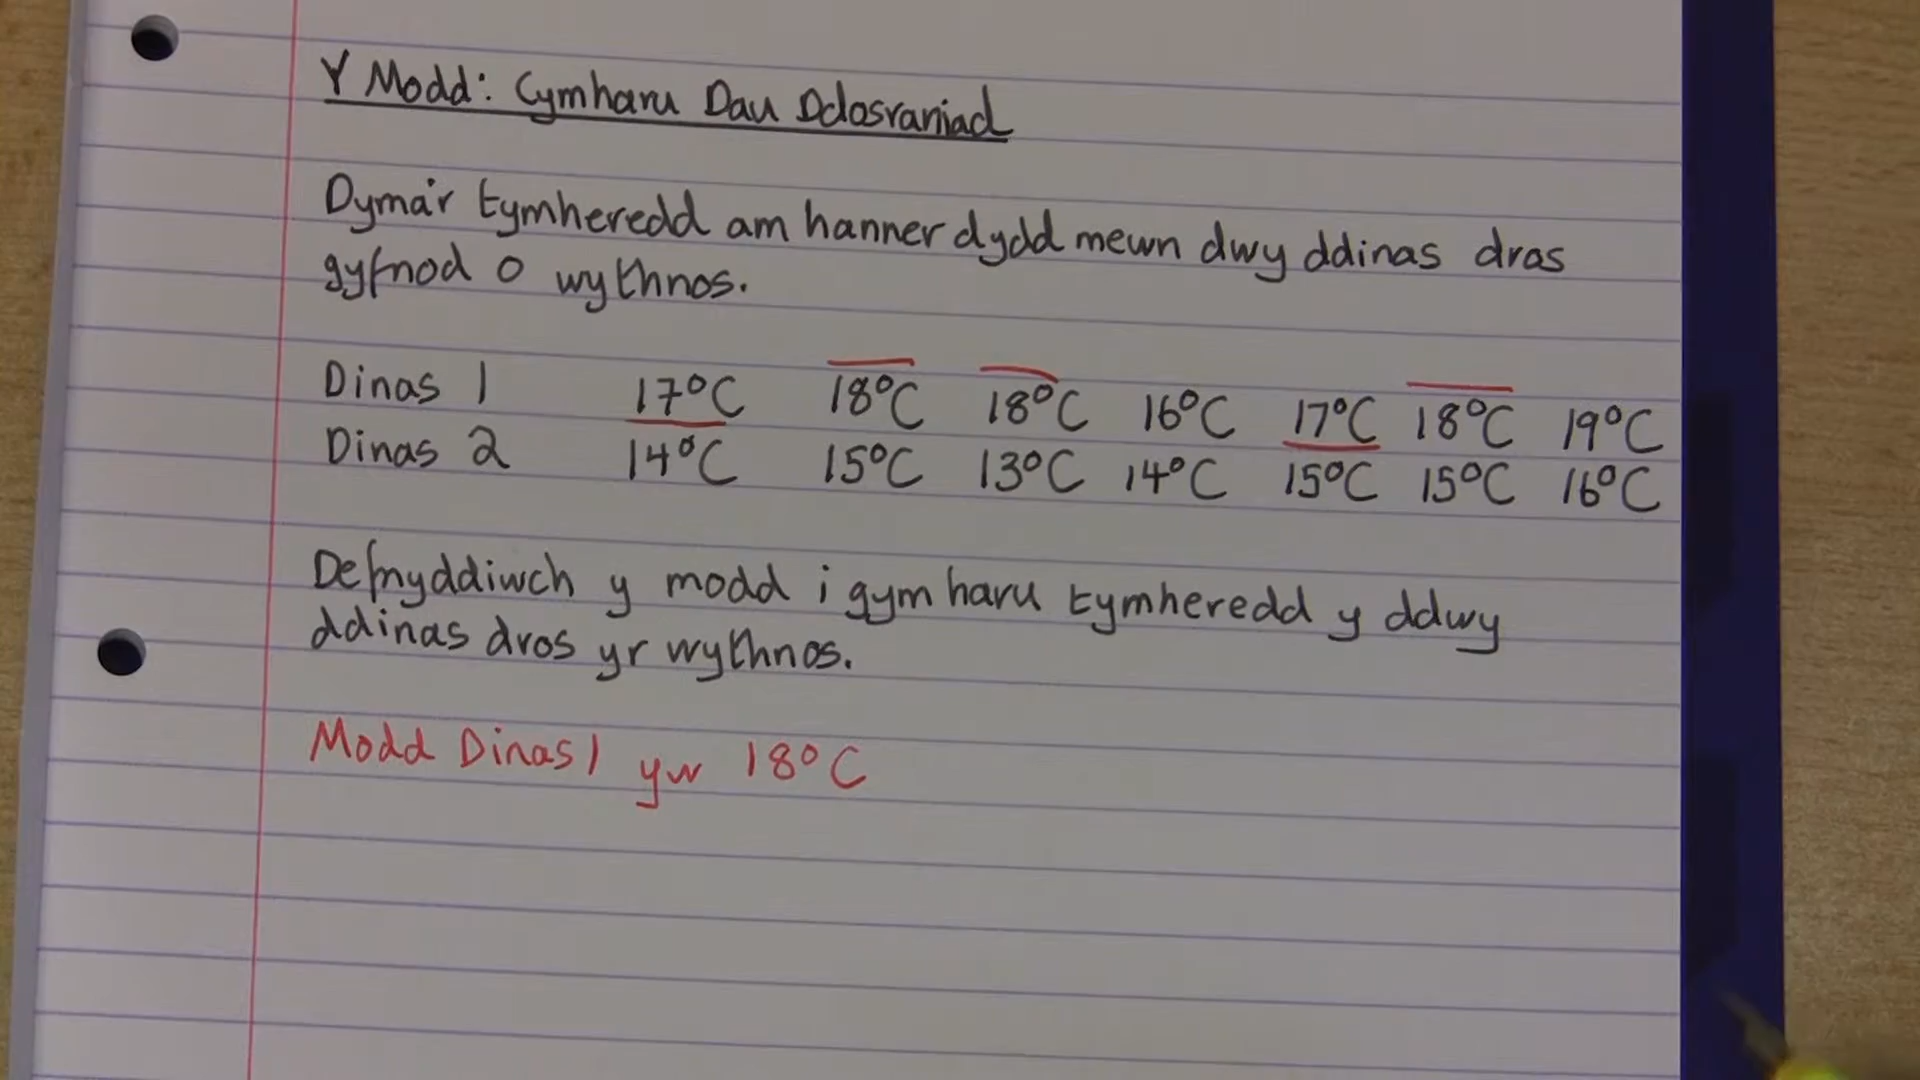 Y Modd: Cymharu Dau Ddosraniad
Dyma'r tymheredd am hanner dydd mewn dwy ddinas dros
gyfnod o wythnos.
Dinas 1 17°C 18°C 18°C 16°C 17°C 18°C 19°C
Dinas 2 14°C 15°C 13°C 14°C 15°C 15°C 16°C
Defnyddiwch y modd i gymharu tymheredd y ddwy
ddinas dros yr wythnos.
Modd Dinas 1 yw 18°C